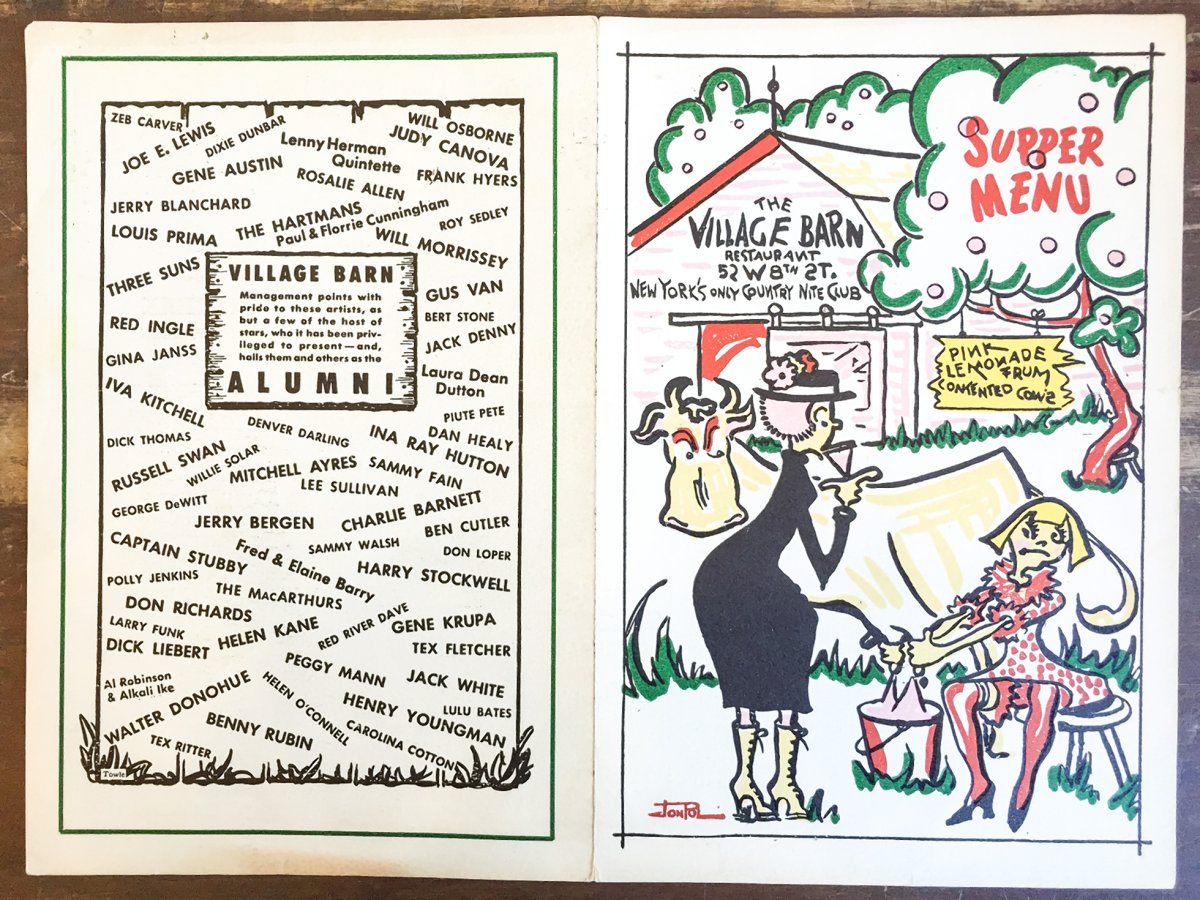 ZEB CARVER
JOE E. LEWIS
DIXIE DUNBAR
GENE AUSTIN
Lenny Herman
Quintette
WILL OSBORNE
JUDY CANOVA
FRANK HYERS
ROSALIE ALLEN
JERRY BLANCHARD
THE HARTMANS
Paul & Florrie Cunningham
ROY SEDLEY
LOUIS PRIMA
WILL MORRISSEY
THREE SUNS
VILLAGE BARN
Management points with
pride to these artists, as
but a few of the host of
stars, who it has been priv-
ileged to present — and,
hails them and others as the
ALUMNI
GUS VAN
BERT STONE
RED INGLE
JACK DENNY
GINA JANSS
Laura Dean
Dutton
IVA KITCHELL
PIUTE PETE
DICK THOMAS
DENVER DARLING
INA RAY HUTTON
DAN HEALY
RUSSELL SWAN
WILLIE SOLAR
MITCHELL AYRES
SAMMY FAIN
LEE SULLIVAN
GEORGE DeWITT
JERRY BERGEN
CHARLIE BARNETT
BEN CUTLER
CAPTAIN STUBBY
Fred & Elaine Barry
SAMMY WALSH
DON LOPER
HARRY STOCKWELL
POLLY JENKINS
THE MacARTHURS
DON RICHARDS
LARRY FUNK
HELEN KANE
RED RIVER DAVE
GENE KRUPA
DICK LIEBERT
TEX FLETCHER
Al Robinson
& Alkali Ike
PEGGY MANN
JACK WHITE
WALTER DONOHUE
HELEN O'CONNELL
HENRY YOUNGMAN
LULU BATES
BENNY RUBIN
CAROLINA COTTON
TEX RITTER
Towle
SUPPER
MENU
THE
VILLAGE BARN
RESTAURANT
52 W 8TH ST.
NEW YORK'S ONLY COUNTRY NITE CLUB
PINK
LEMONADE
FRUM
CONTENTED COWS
JONPOL